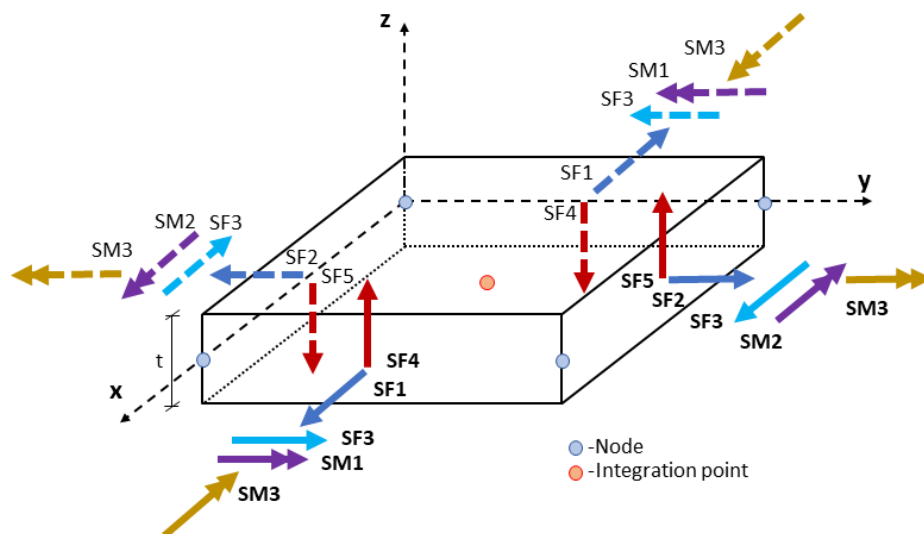 z
SM3
SM1
SF3
SF1
SF4
y
SM3
SM2
SF3
SF2
SF5
SF5
SF2
SF3
SM2
SM3
t
x
SF4
SF1
SF3
SM1
SM3
-Node
-Integration point